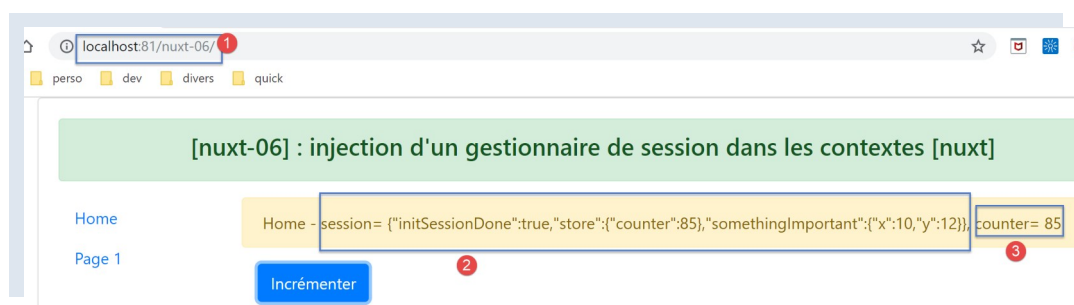 localhost:81/nuxt-06/ 1
perso dev divers quick
[nuxt-06] : injection d'un gestionnaire de session dans les contextes [nuxt]
Home
Home - session= {"initSessionDone":true,"store":{"counter":85},"somethingImportant":{"x":10,"y":12}}, counter= 85
Page 1
2
3
Incrémenter